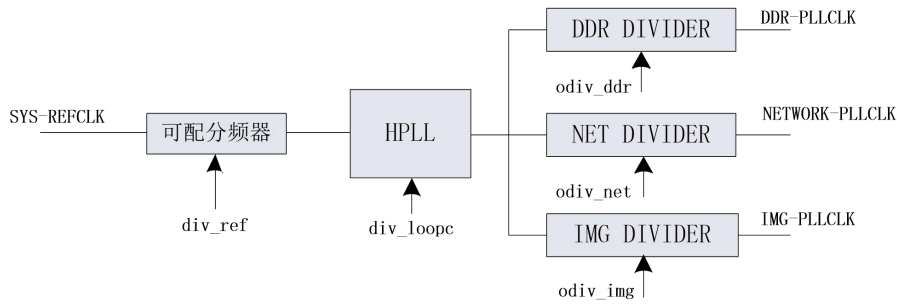 SYS-REFCLK
可配分频器
div_ref
HPLL
div_loopc
DDR DIVIDER
DDR-PLLCLK
odiv_ddr
NET DIVIDER
NETWORK-PLLCLK
odiv_net
IMG DIVIDER
IMG-PLLCLK
odiv_img